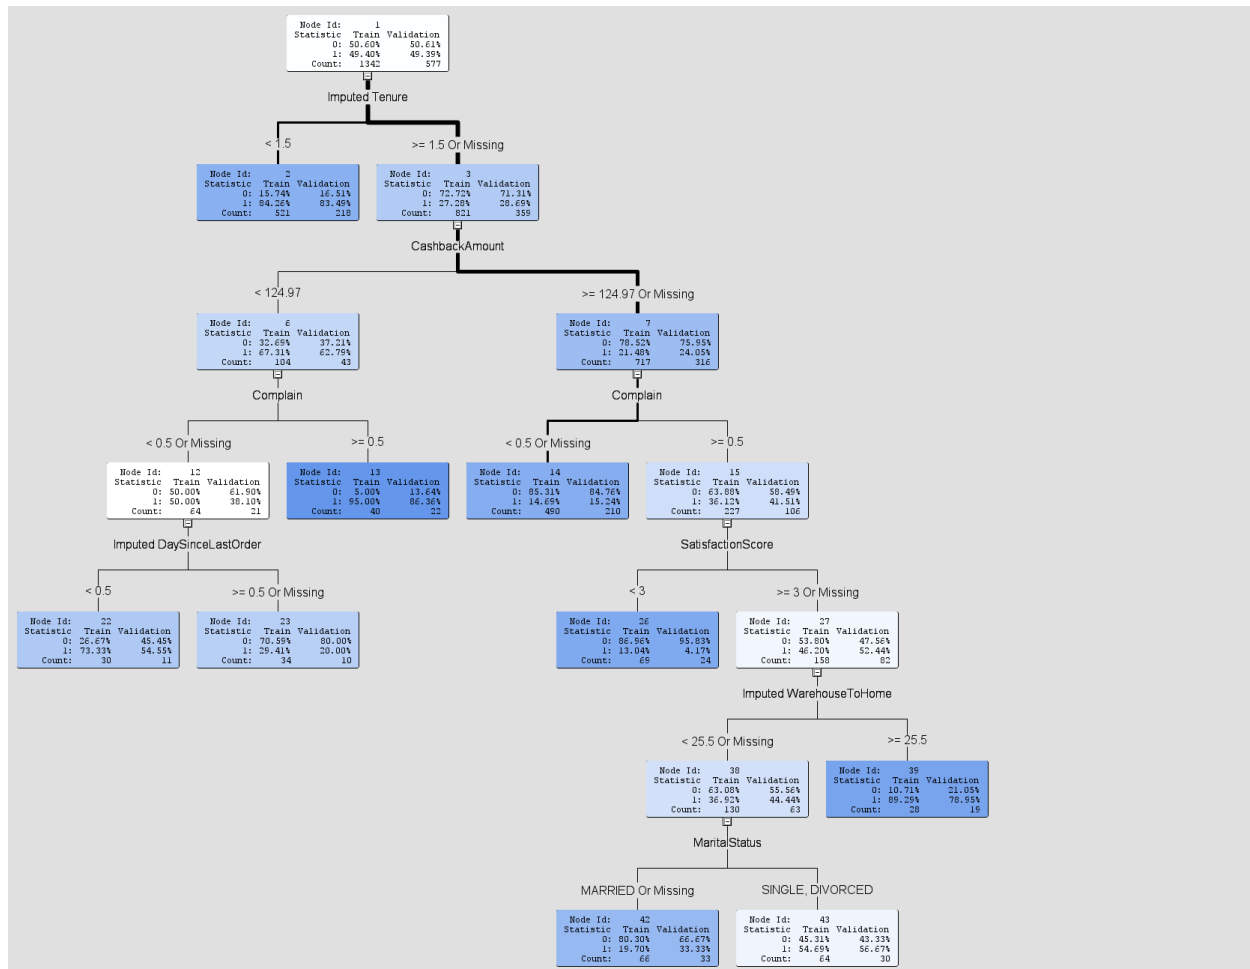 Node Id: 1
Statistic Train Validation
0: 50.60% 50.61%
1: 49.40% 49.39%
Count: 1342 577
Imputed Tenure
< 1.5
>= 1.5 Or Missing
Node Id: 2
Statistic Train Validation
0: 15.74% 16.51%
1: 84.26% 83.49%
Count: 521 218
Node Id: 3
Statistic Train Validation
0: 72.72% 71.31%
1: 27.28% 28.69%
Count: 821 359
CashbackAmount
< 124.97
>= 124.97 Or Missing
Node Id: 6
Statistic Train Validation
0: 32.69% 37.21%
1: 67.31% 62.79%
Count: 104 43
Node Id: 7
Statistic Train Validation
0: 78.52% 75.95%
1: 21.48% 24.05%
Count: 717 316
Complain
Complain
< 0.5 Or Missing
>= 0.5
< 0.5 Or Missing
>= 0.5
Node Id: 12
Statistic Train Validation
0: 50.00% 61.90%
1: 50.00% 38.10%
Count: 64 21
Node Id: 13
Statistic Train Validation
0: 5.00% 13.64%
1: 95.00% 86.36%
Count: 40 22
Node Id: 14
Statistic Train Validation
0: 85.31% 84.76%
1: 14.69% 15.24%
Count: 490 210
Node Id: 15
Statistic Train Validation
0: 63.88% 58.49%
1: 36.12% 41.51%
Count: 227 106
Imputed DaySinceLastOrder
SatisfactionScore
< 0.5
>= 0.5 Or Missing
< 3
>= 3 Or Missing
Node Id: 22
Statistic Train Validation
0: 26.67% 45.45%
1: 73.33% 54.55%
Count: 30 11
Node Id: 23
Statistic Train Validation
0: 70.59% 80.00%
1: 29.41% 20.00%
Count: 34 10
Node Id: 26
Statistic Train Validation
0: 86.96% 95.83%
1: 13.04% 4.17%
Count: 69 24
Node Id: 27
Statistic Train Validation
0: 53.80% 47.56%
1: 46.20% 52.44%
Count: 158 82
Imputed WarehouseToHome
< 25.5 Or Missing
>= 25.5
Node Id: 38
Statistic Train Validation
0: 63.08% 55.56%
1: 36.92% 44.44%
Count: 130 63
Node Id: 39
Statistic Train Validation
0: 10.71% 21.05%
1: 89.29% 78.95%
Count: 28 19
MaritalStatus
MARRIED Or Missing
SINGLE, DIVORCED
Node Id: 42
Statistic Train Validation
0: 80.30% 66.67%
1: 19.70% 33.33%
Count: 66 33
Node Id: 43
Statistic Train Validation
0: 45.31% 43.33%
1: 54.69% 56.67%
Count: 64 30